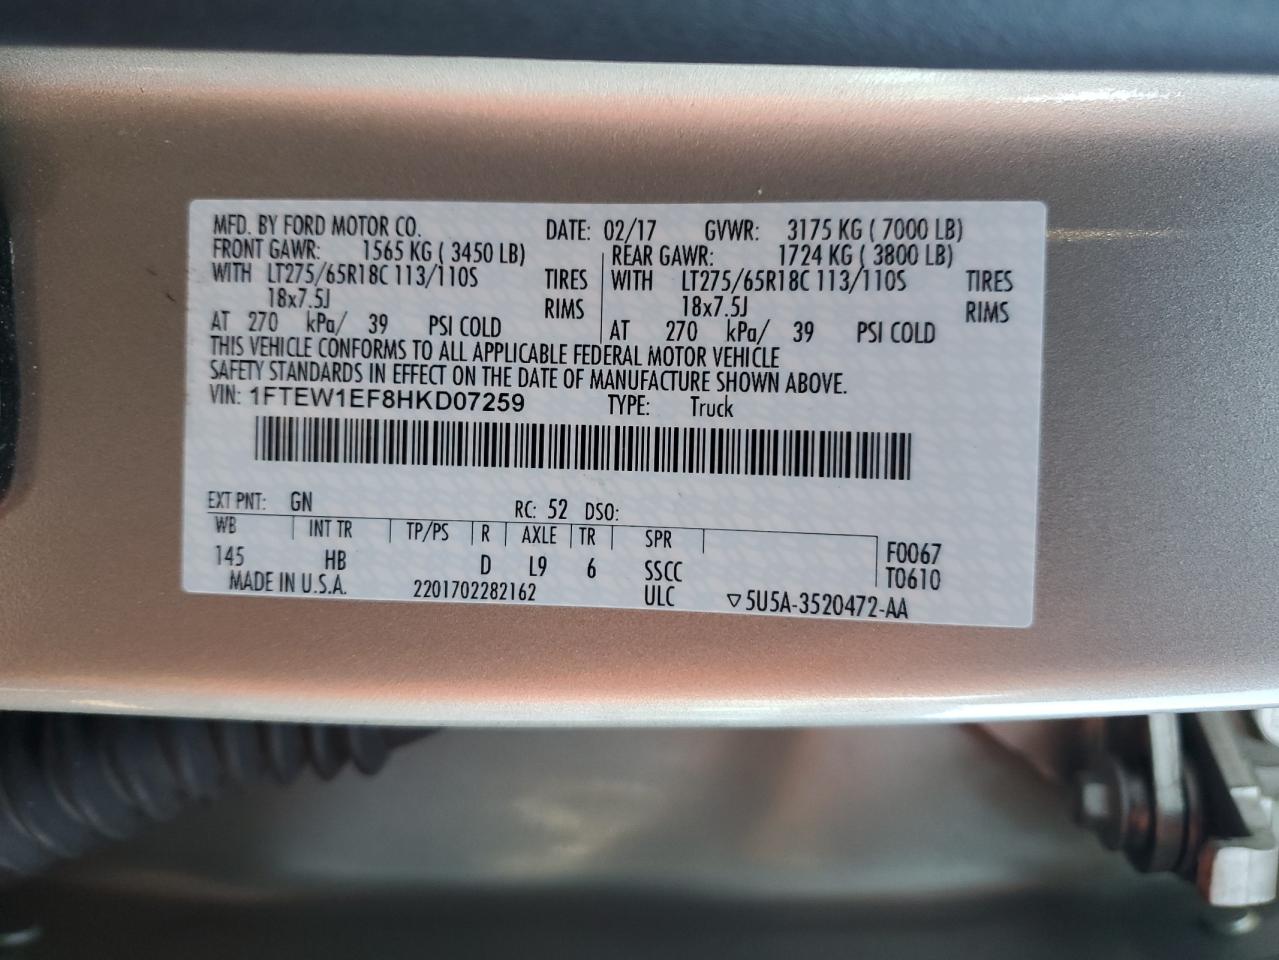 MFD. BY FORD MOTOR CO. DATE: 02/17 GVWR: 3175 KG ( 7000 LB)
FRONT GAWR: 1565 KG ( 3450 LB) REAR GAWR: 1724 KG ( 3800 LB)
WITH LT275/65R18C 113/110S TIRES WITH LT275/65R18C 113/110S TIRES
18x7.5J RIMS 18x7.5J RIMS
AT 270 kPa/ 39 PSI COLD AT 270 kPa/ 39 PSI COLD
THIS VEHICLE CONFORMS TO ALL APPLICABLE FEDERAL MOTOR VEHICLE
SAFETY STANDARDS IN EFFECT ON THE DATE OF MANUFACTURE SHOWN ABOVE.
VIN: 1FTEW1EF8HKD07259 TYPE: Truck
EXT PNT: GN RC: 52 DSO:
WB INT TR TP/PS R AXLE TR SPR F0067
145 HB D L9 6 SSCC T0610
MADE IN U.S.A. 2201702282162 ULC ▽5U5A-3520472-AA